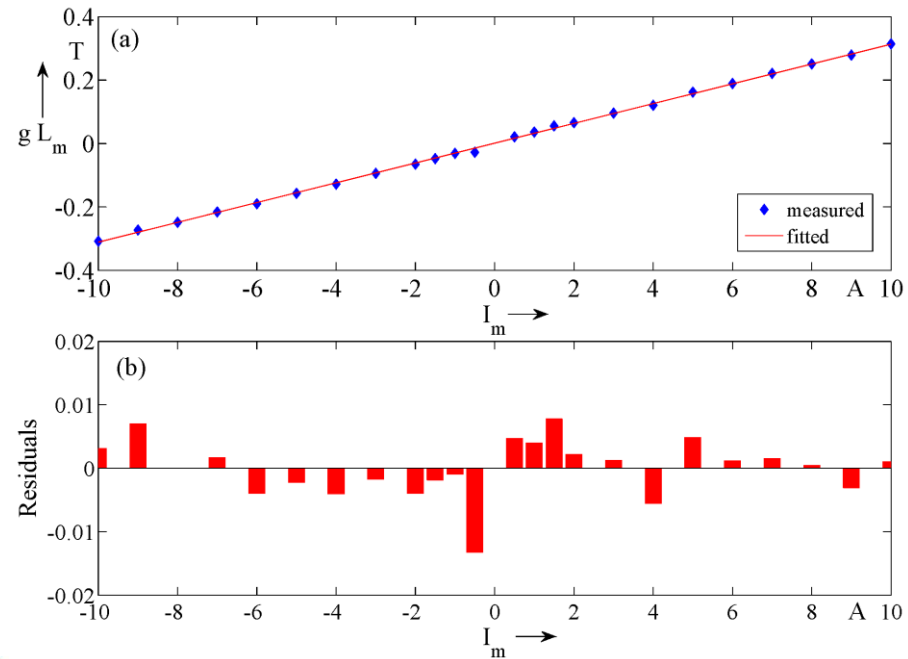 (a)
0.4
T
0.2
g L_m
0
-0.2
-0.4
measured
fitted
-10 -8 -6 -4 -2 0 2 4 6 8 A 10
I_m
(b)
0.02
0.01
Residuals
0
-0.01
-0.02
-10 -8 -6 -4 -2 0 2 4 6 8 A 10
I_m